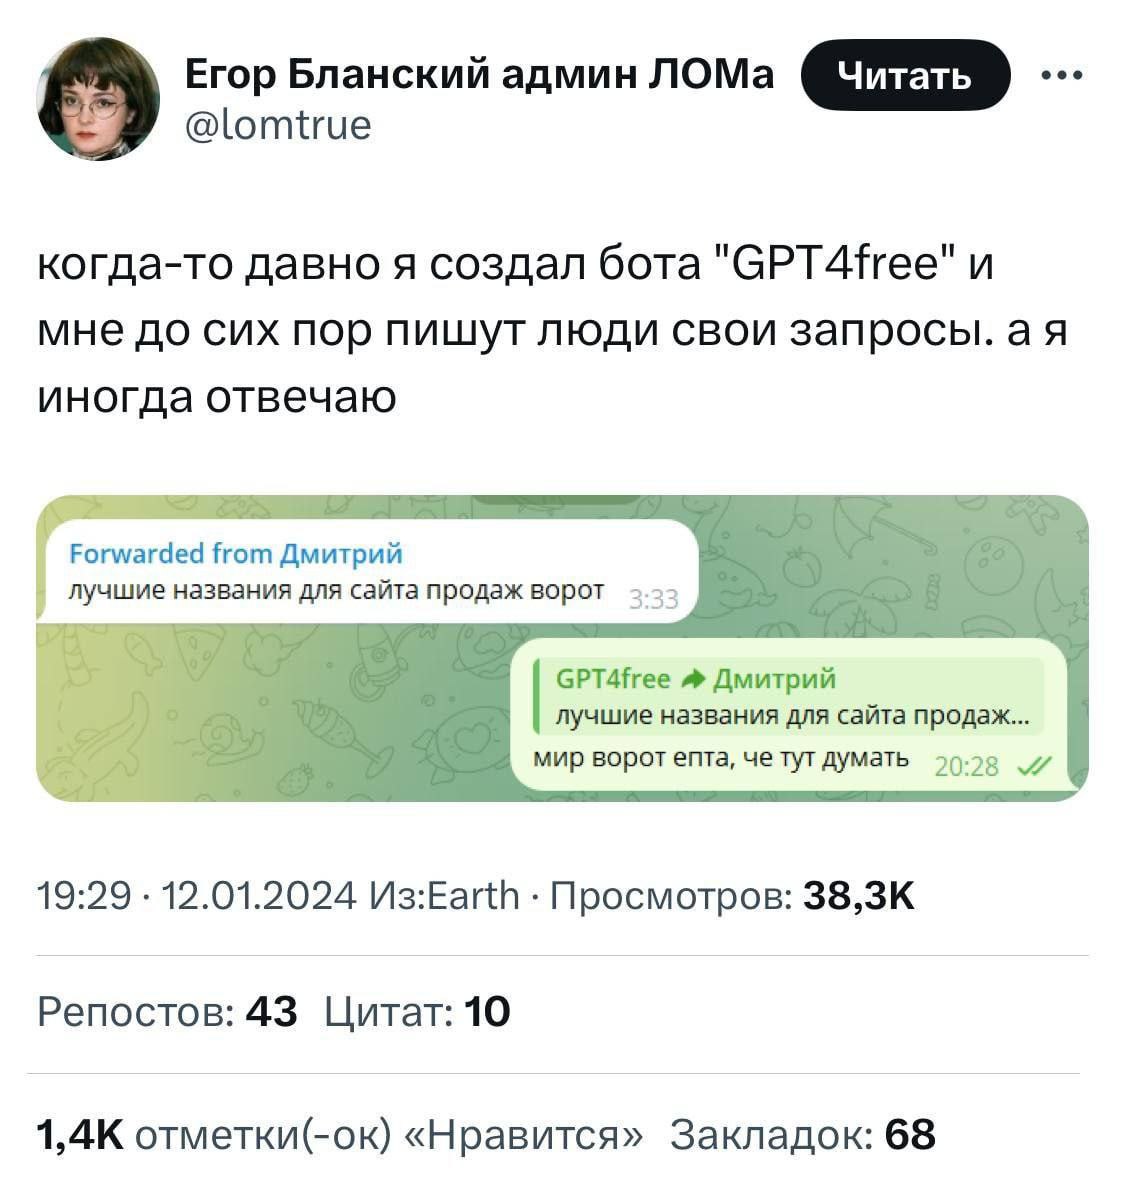 Егор Бланский админ ЛОМа
Читать
@lomtrue
когда-то давно я создал бота "GPT4free" и
мне до сих пор пишут люди свои запросы. а я
иногда отвечаю
Forwarded from Дмитрий
лучшие названия для сайта продаж ворот 3:33
GPT4free Дмитрий
лучшие названия для сайта продаж...
мир ворот епта, че тут думать 20:28
19:29 · 12.01.2024 Из:Earth · Просмотров: 38,3K
Репостов: 43 Цитат: 10
1,4K отметки(-ок) «Нравится» Закладок: 68